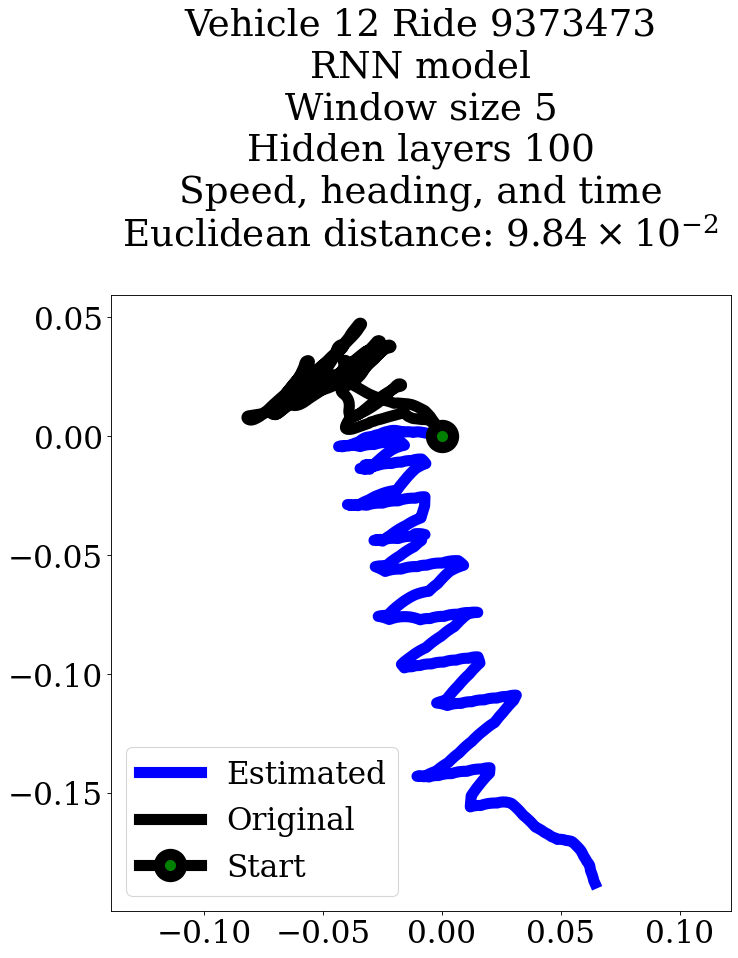 Vehicle 12 Ride 9373473
RNN model
Window size 5
Hidden layers 100
Speed, heading, and time
Euclidean distance: 9.84 × 10⁻²
0.05
0.00
−0.05
−0.10
−0.15
Estimated
Original
Start
−0.10 −0.05 0.00 0.05 0.10